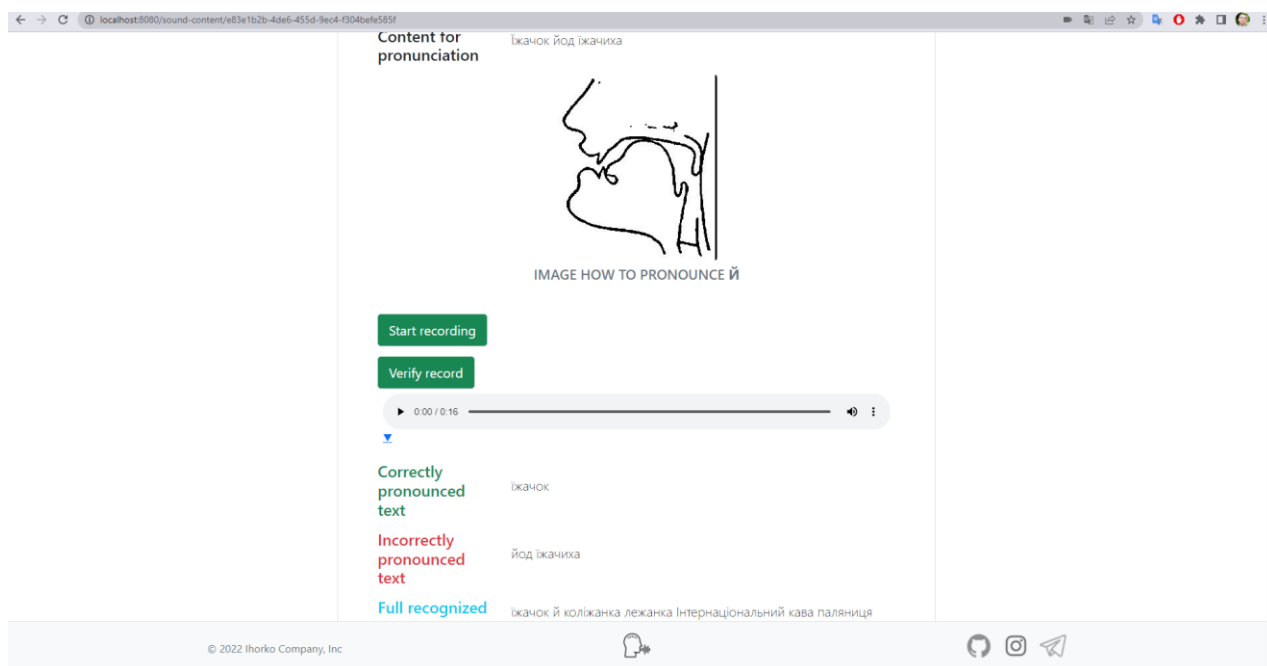 localhost:8080/sound-content/e83e1b2b-4de6-455d-9ec4-f304befe585f
Content for
pronunciation
їжачок йод їжачиха
IMAGE HOW TO PRONOUNCE Й
Start recording
Verify record
0:00 / 0:16
Correctly
pronounced
text
їжачок
Incorrectly
pronounced
text
йод їжачиха
Full recognized
їжачок й коліжанка лежанка Інтернаціональний кава паляниця
© 2022 Ihorko Company, Inc